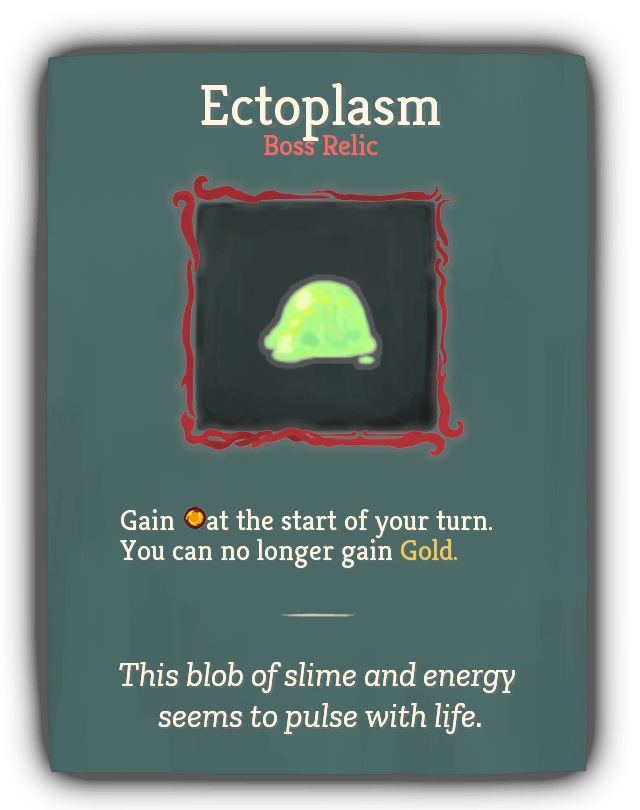 Ectoplasm
Boss Relic
Gain at the start of your turn.
You can no longer gain Gold.
This blob of slime and energy
seems to pulse with life.